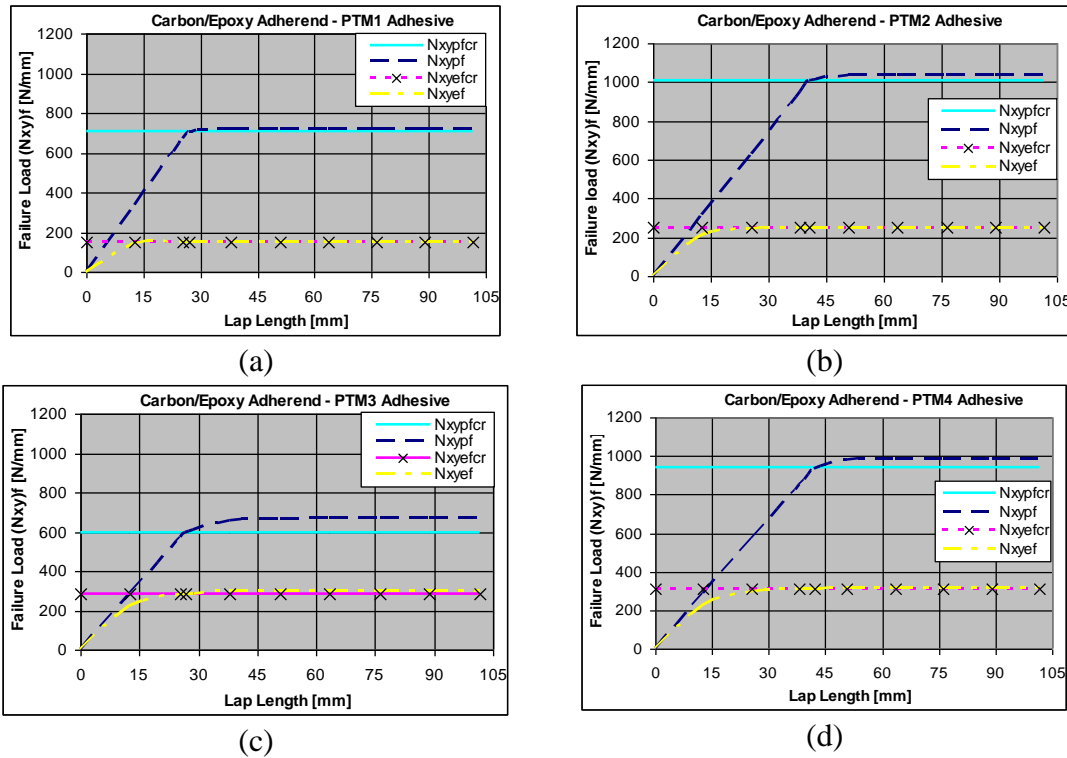 Carbon/Epoxy Adherend - PTM1 Adhesive
Failure Load (Nxy)f [N/mm]
1200
1000
800
600
400
200
0
0 15 30 45 60 75 90 105
Lap Length [mm]
Nxypfcr
Nxypf
Nxyefcr
Nxyef
(a)
Carbon/Epoxy Adherend - PTM2 Adhesive
Failure load (Nxy)f [N/mm]
1200
1000
800
600
400
200
0
0 15 30 45 60 75 90 105
Lap Length [mm]
Nxypfcr
Nxypf
Nxyefcr
Nxyef
(b)
Carbon/Epoxy Adherend - PTM3 Adhesive
Failure Load (Nxy)f [N/mm]
1200
1000
800
600
400
200
0
0 15 30 45 60 75 90 105
Lap Length [mm]
Nxypfcr
Nxypf
Nxyefcr
Nxyef
(c)
Carbon/Epoxy Adherend - PTM4 Adhesive
Failure Load (Nxy)f [N/mm]
1200
1000
800
600
400
200
0
0 15 30 45 60 75 90 105
Lap Length [mm]
Nxypfcr
Nxypf
Nxyefcr
Nxyef
(d)